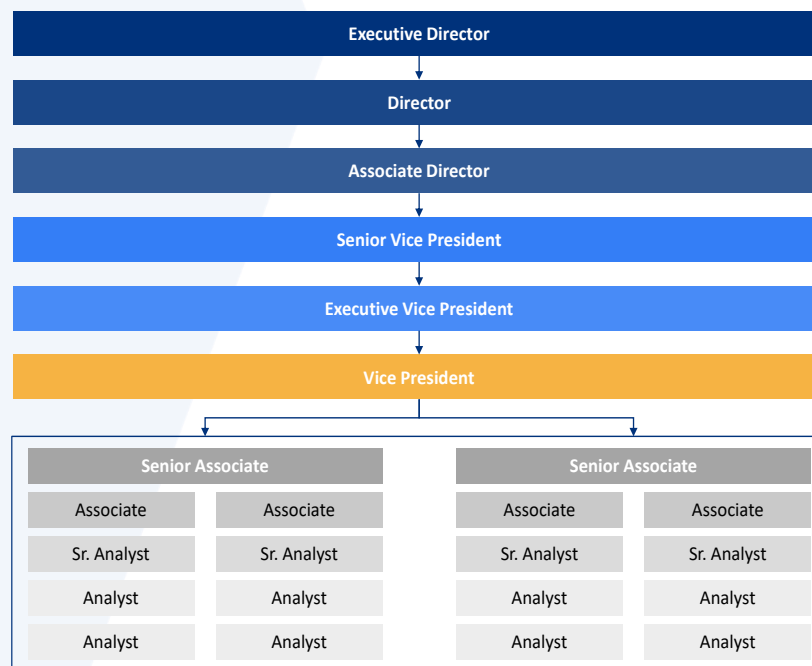 Executive Director
Director
Associate Director
Senior Vice President
Executive Vice President
Vice President
Senior Associate Senior Associate
Associate Associate Associate Associate
Sr. Analyst Sr. Analyst Sr. Analyst Sr. Analyst
Analyst Analyst Analyst Analyst
Analyst Analyst Analyst Analyst